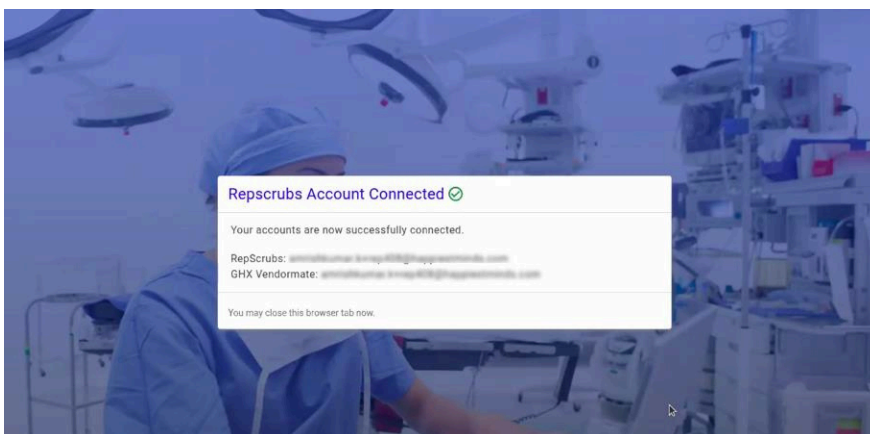 Repscrubs Account Connected
Your accounts are now successfully connected.
RepScrubs:
GHX Vendormate:
You may close this browser tab now.